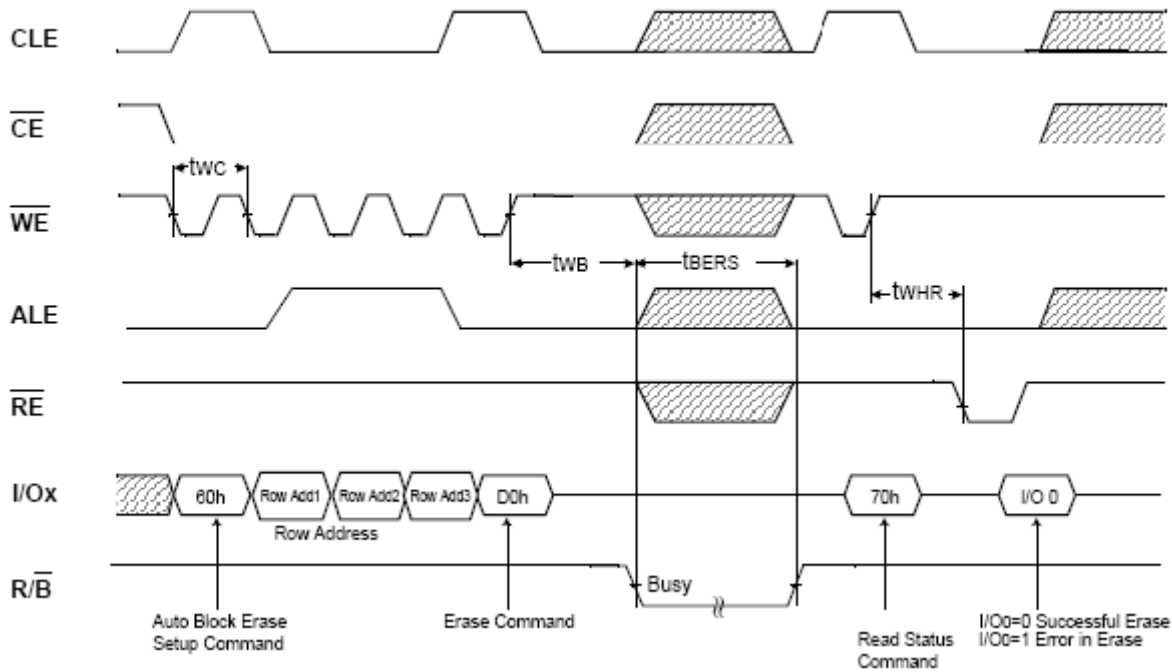 CLE
CE
tWC
WE
tWB
tBERS
tWHR
ALE
RE
I/Ox
60h
Row Add1
Row Add2
Row Add3
D0h
70h
I/O 0
Row Address
R/B
Busy
Auto Block Erase
Setup Command
Erase Command
Read Status
Command
I/O0=0 Successful Erase
I/O0=1 Error in Erase